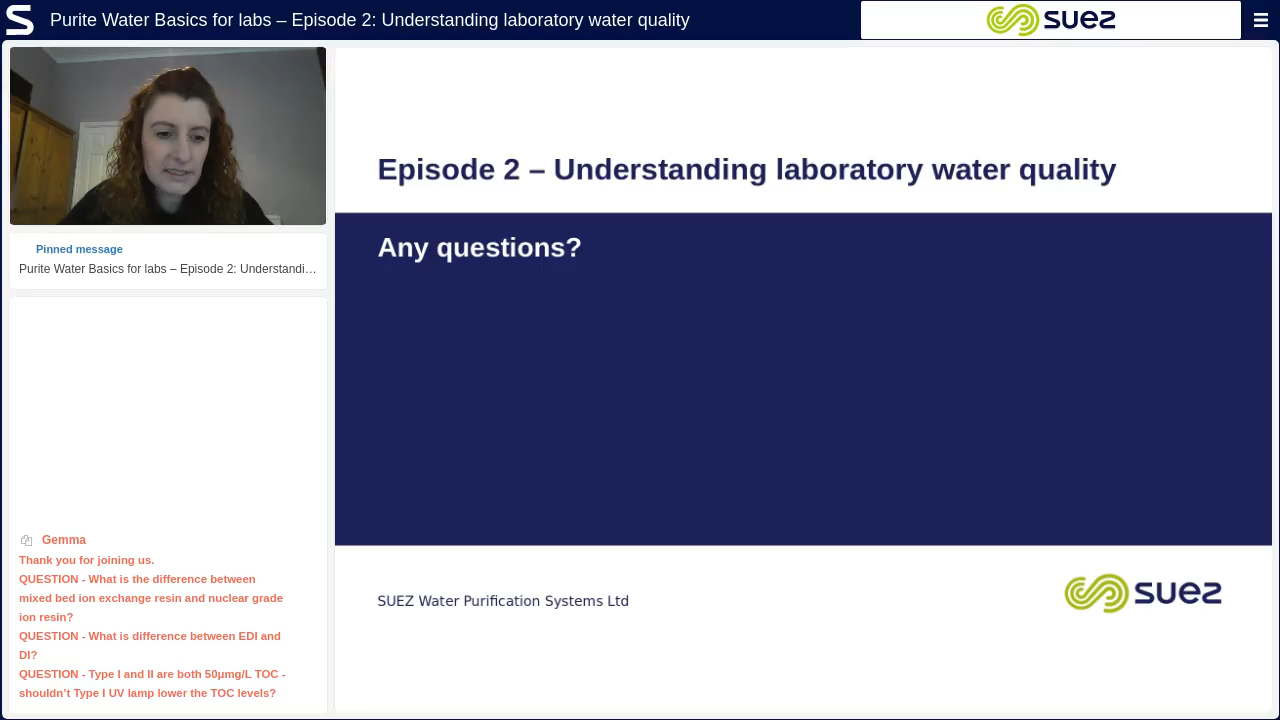 Purite Water Basics for labs – Episode 2: Understanding laboratory water quality
suez
Pinned message
Purite Water Basics for labs – Episode 2: Understandi…
Gemma
Thank you for joining us.
QUESTION - What is the difference between
mixed bed ion exchange resin and nuclear grade
ion resin?
QUESTION - What is difference between EDI and
DI?
QUESTION - Type I and II are both 50µmg/L TOC -
shouldn't Type I UV lamp lower the TOC levels?
Episode 2 – Understanding laboratory water quality
Any questions?
SUEZ Water Purification Systems Ltd
suez